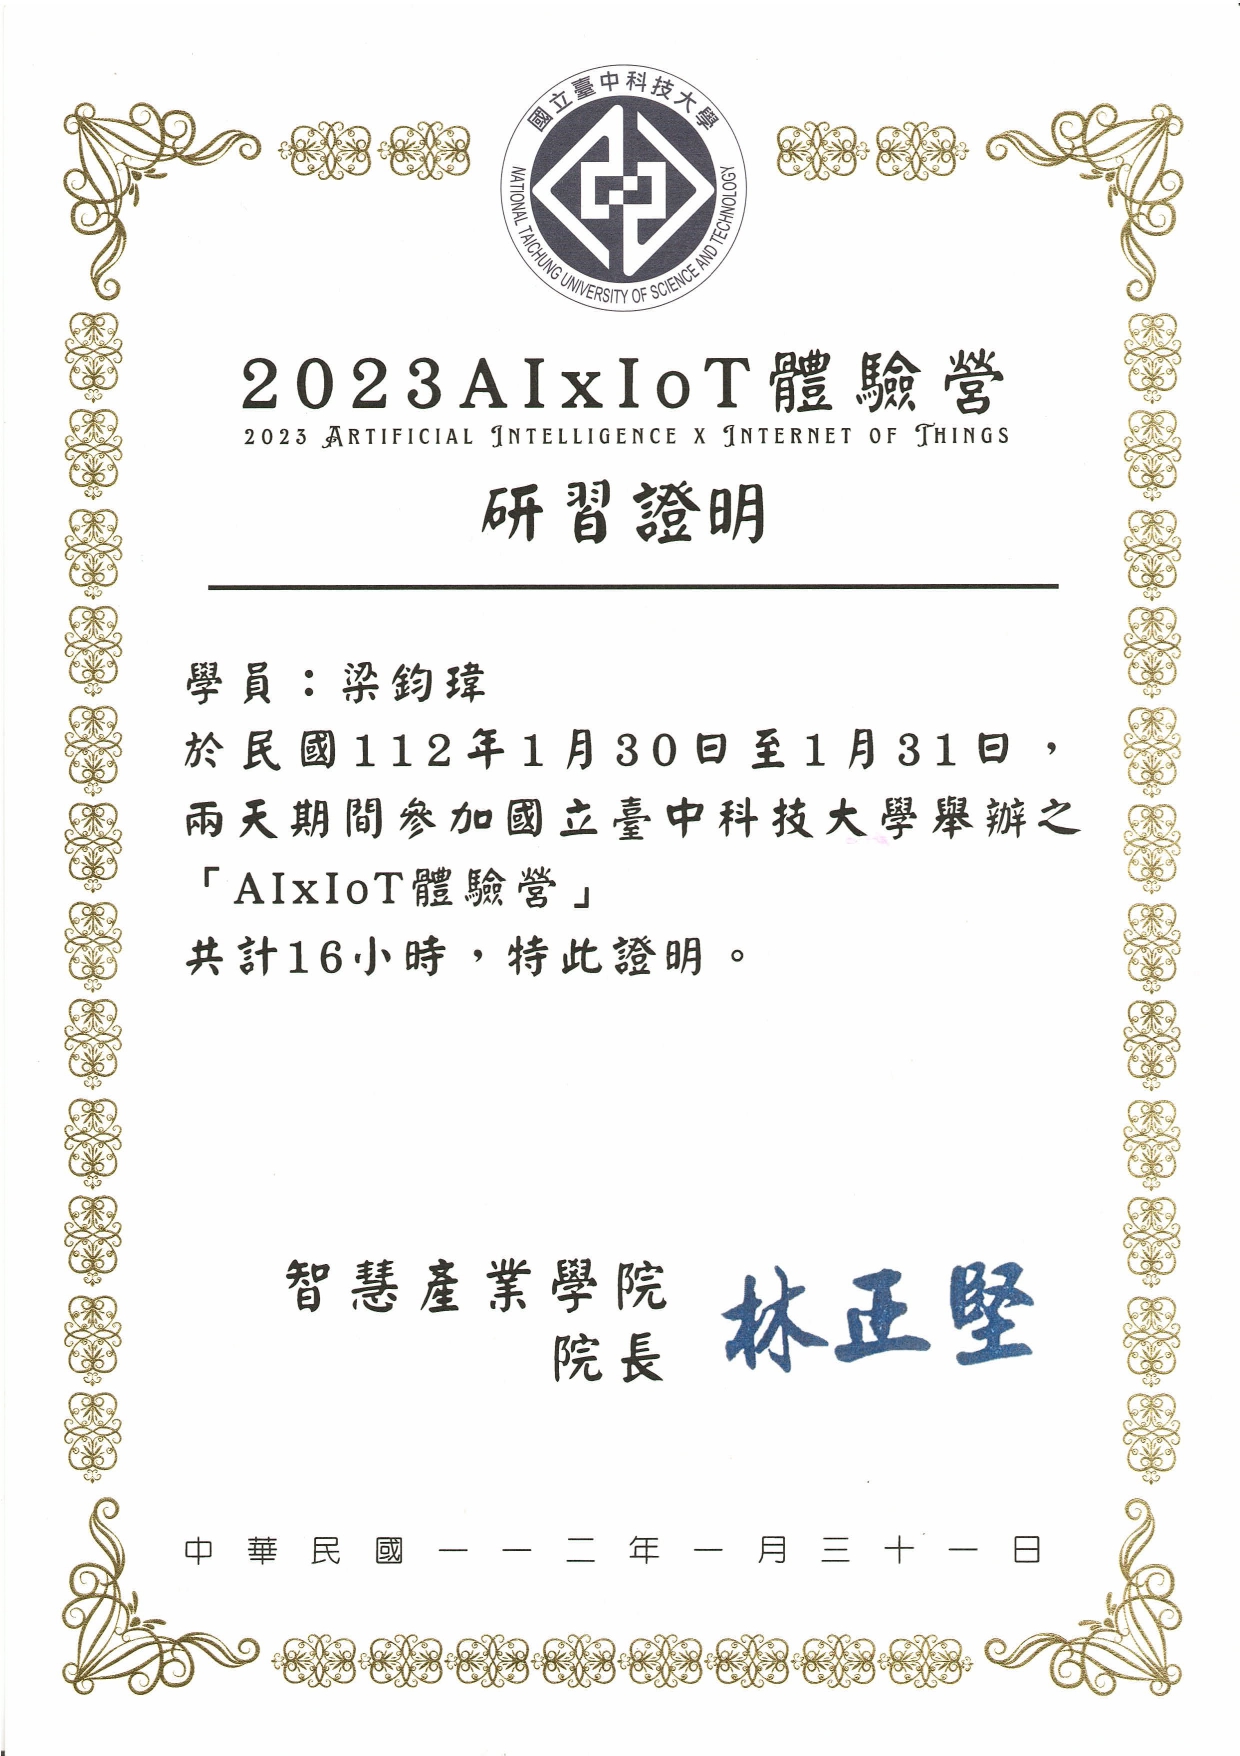 國立臺中科技大學
NATIONAL TAICHUNG UNIVERSITY OF SCIENCE AND TECHNOLOGY
2023AIxIoT體驗營
2023 ARTIFICIAL INTELLIGENCE X INTERNET OF THINGS
研習證明
學員：梁鈞瑋
於民國112年1月30日至1月31日，
兩天期間參加國立臺中科技大學舉辦之
「AIxIoT體驗營」
共計16小時，特此證明。
智慧產業學院
院長 林正堅
中華民國一一二年一月三十一日